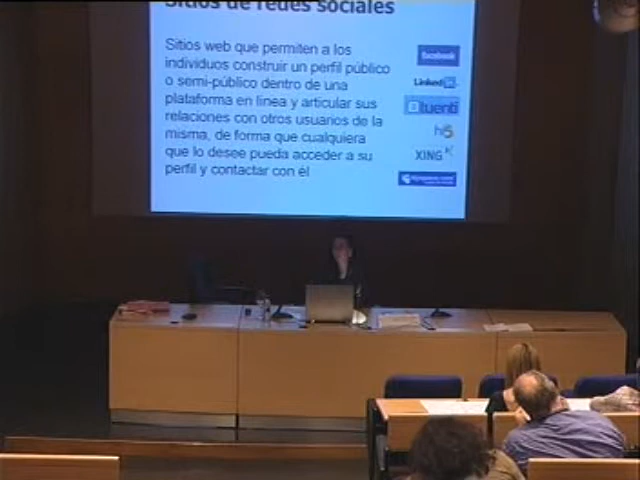 Sitios de redes sociales
Sitios web que permiten a los
individuos construir un perfil público
o semi-público dentro de una
plataforma en línea y articular sus
relaciones con otros usuarios de la
misma, de forma que cualquiera
que lo desee pueda acceder a su
perfil y contactar con él
facebook
Linked in
tuenti
hi5
XING